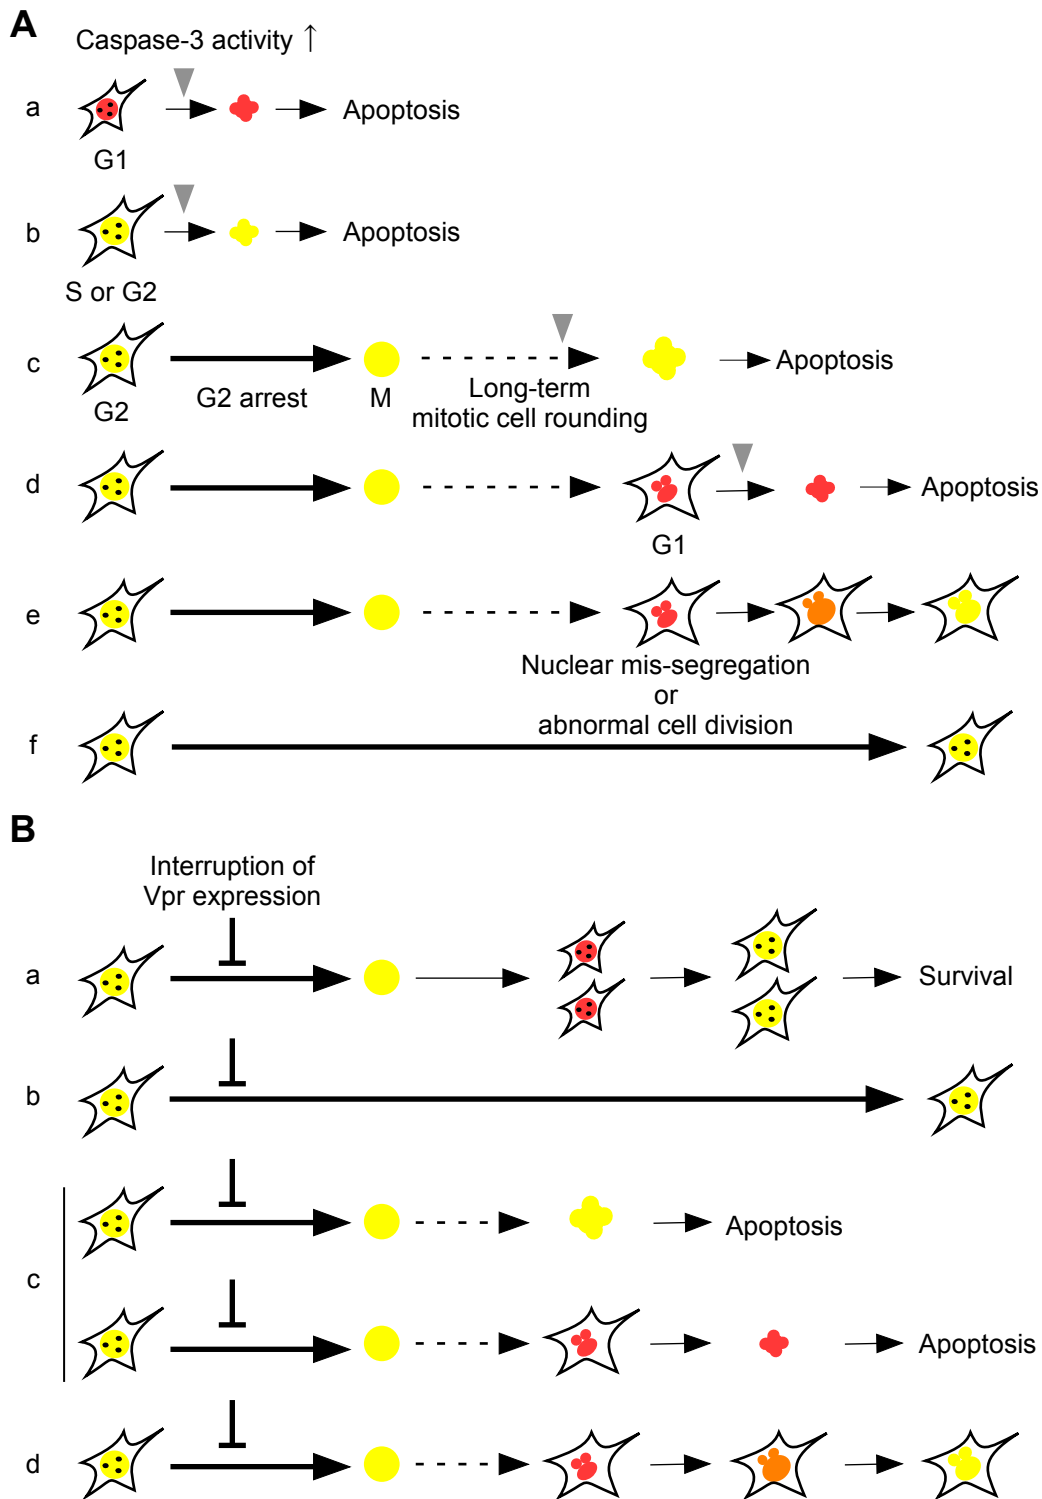 A
Caspase-3 activity ↑
a
Apoptosis
G1
b
Apoptosis
S or G2
c
Apoptosis
G2
G2 arrest
M
Long-term
mitotic cell rounding
d
Apoptosis
G1
e
Nuclear mis-segregation
or
abnormal cell division
f
B
Interruption of
Vpr expression
a
Survival
b
Apoptosis
c
Apoptosis
d